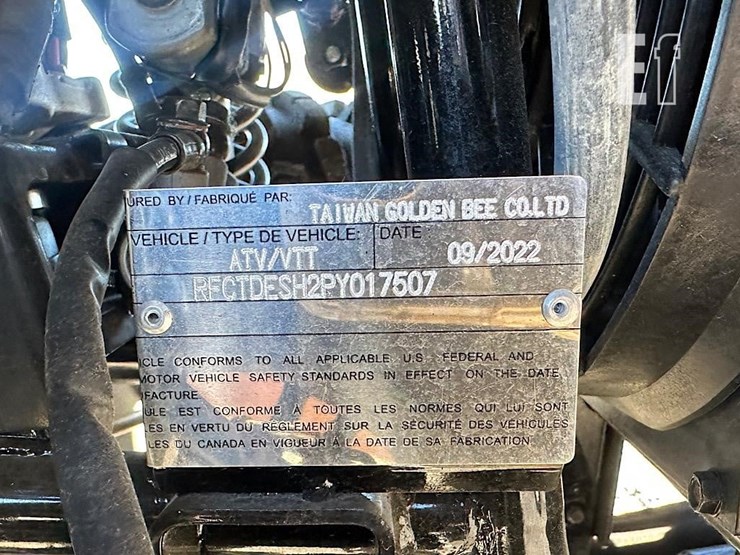 Ef
URED BY / FABRIQUÉ PAR: TAIWAN GOLDEN BEE CO.LTD
VEHICLE / TYPE DE VEHICLE: DATE
ATV/VTT 09/2022
RFCTDESH2PY017507
ICLE CONFORMS TO ALL APPLICABLE U.S. FEDERAL AND
MOTOR VEHICLE SAFETY STANDARDS IN EFFECT ON THE DATE
UFACTURE.
ULE EST CONFORME À TOUTES LES NORMES QUI LUI SONT
LES EN VERTU DU RÈGLEMENT SUR LA SÉCURITÉ DES VÉHICULES
LES DU CANADA EN VIGUEUR À LA DATE DE SA FABRICATION